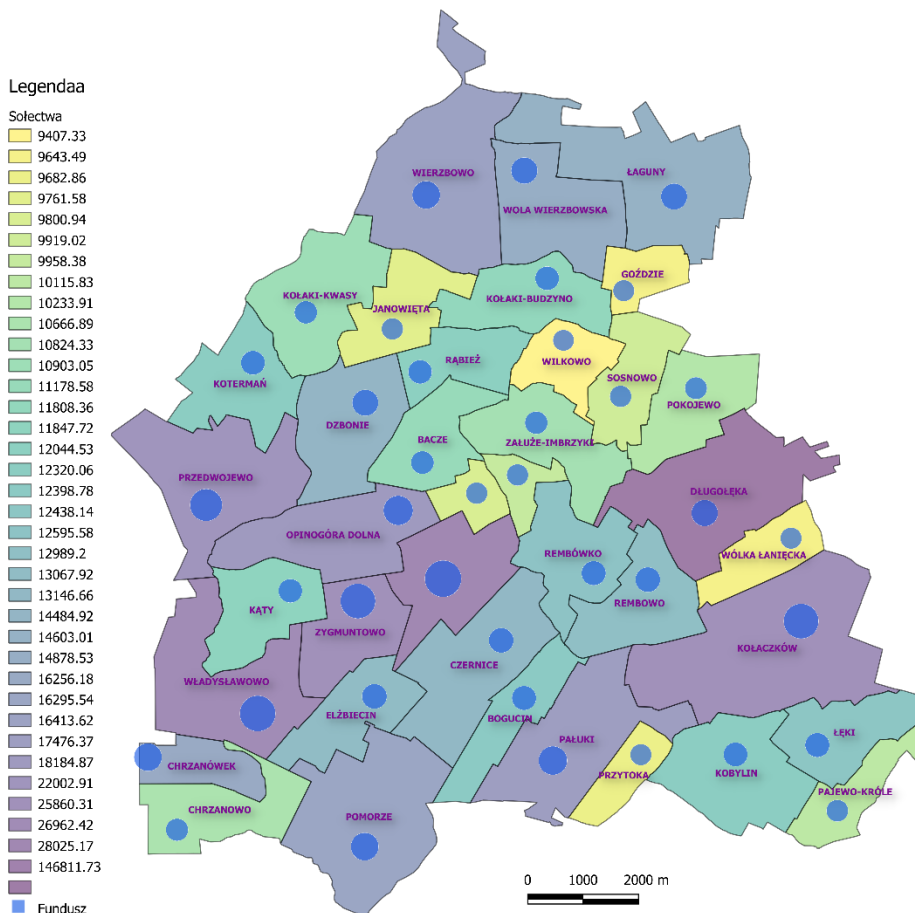 Legendaa
Sołectwa
9407.33
9643.49
9682.86
9761.58
9800.94
9919.02
9958.38
10115.83
10233.91
10666.89
10824.33
10903.05
11178.58
11808.36
11847.72
12044.53
12320.06
12398.78
12438.14
12595.58
12989.2
13067.92
13146.66
14484.92
14603.01
14878.53
16256.18
16295.54
16413.62
17476.37
18184.87
22002.91
25860.31
26962.42
28025.17
146811.73
Fundusz
WIERZBOWO
ŁAGUNY
WOLA WIERZBOWSKA
GOŹDZIE
KOŁAKI-KWASY
KOŁAKI-BUDZYNO
JANOWIĘTA
RĄBIEŻ
WILKOWO
KOTERMAŃ
SOSNOWO
POKOJEWO
DZBONIE
BACZE
ZAŁUŻE-IMBRZYKI
PRZEDWOJEWO
DŁUGOŁĘKA
OPINOGÓRA DOLNA
REMBÓWKO
WÓLKA ŁANIĘCKA
REMBOWO
KĄTY
ZYGMUNTOWO
KOŁACZKÓW
CZERNICE
WŁADYSŁAWOWO
ELŻBIECIN
BOGUCIN
PAŁUKI
ŁĘKI
CHRZANÓWEK
PRZYTOKA
KOBYLIN
PAJEWO-KRÓLE
CHRZANOWO
POMORZE
0 1000 2000 m